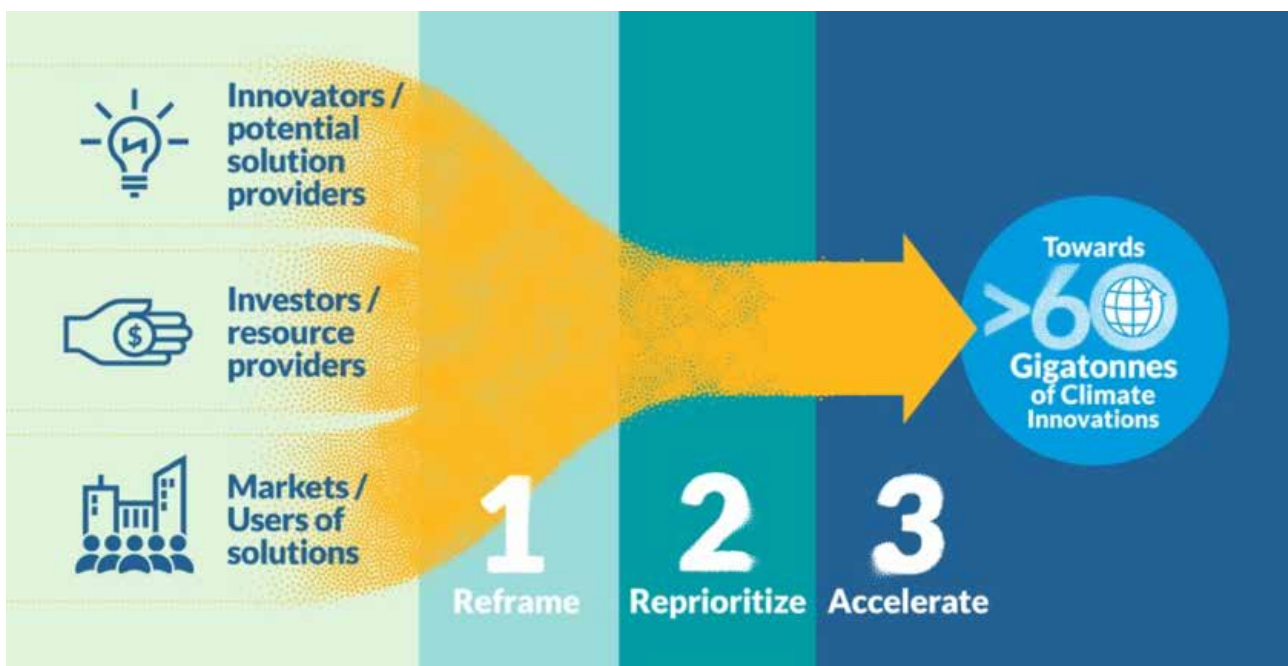 Innovators /
potential
solution
providers
$
Investors /
resource
providers
Markets /
Users of
solutions
1
Reframe
2
Reprioritize
3
Accelerate
Towards
>60
Gigatonnes
of Climate
Innovations